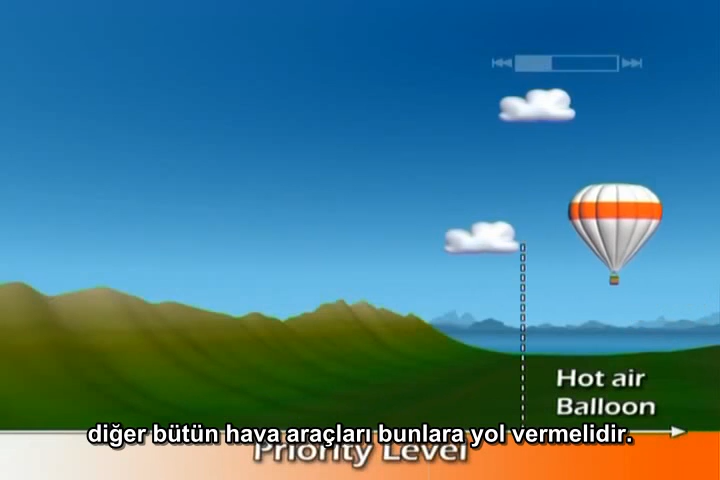 Hot air
Balloon
diğer bütün hava araçları bunlara yol vermelidir.
Priority Level